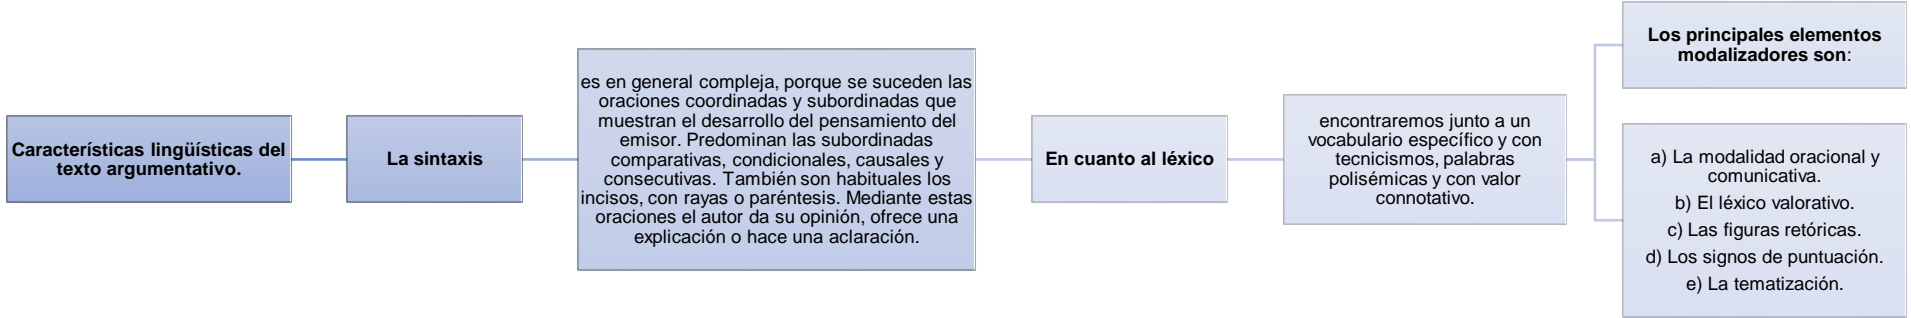 Características lingüísticas del
texto argumentativo.
La sintaxis
es en general compleja, porque se suceden las
oraciones coordinadas y subordinadas que
muestran el desarrollo del pensamiento del
emisor. Predominan las subordinadas
comparativas, condicionales, causales y
consecutivas. También son habituales los
incisos, con rayas o paréntesis. Mediante estas
oraciones el autor da su opinión, ofrece una
explicación o hace una aclaración.
En cuanto al léxico
encontraremos junto a un
vocabulario específico y con
tecnicismos, palabras
polisémicas y con valor
connotativo.
Los principales elementos
modalizadores son:
a) La modalidad oracional y
comunicativa.
b) El léxico valorativo.
c) Las figuras retóricas.
d) Los signos de puntuación.
e) La tematización.